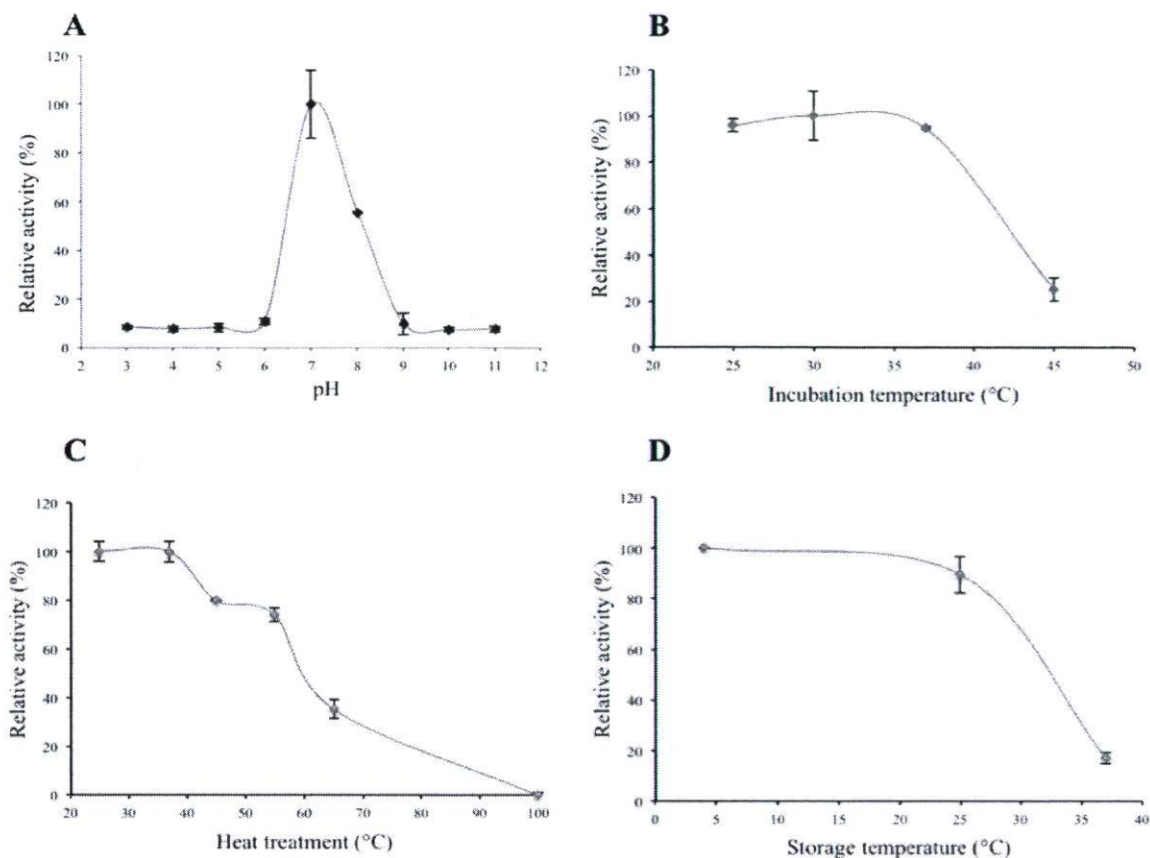 A
Relative activity (%)
120
100
80
60
40
20
0
2 3 4 5 6 7 8 9 10 11 12
pH
B
Relative activity (%)
120
100
80
60
40
20
0
20 25 30 35 40 45 50
Incubation temperature (°C)
C
Relative activity (%)
120
100
80
60
40
20
0
20 30 40 50 60 70 80 90 100
Heat treatment (°C)
D
Relative activity (%)
120
100
80
60
40
20
0
0 5 10 15 20 25 30 35 40
Storage temperature (°C)